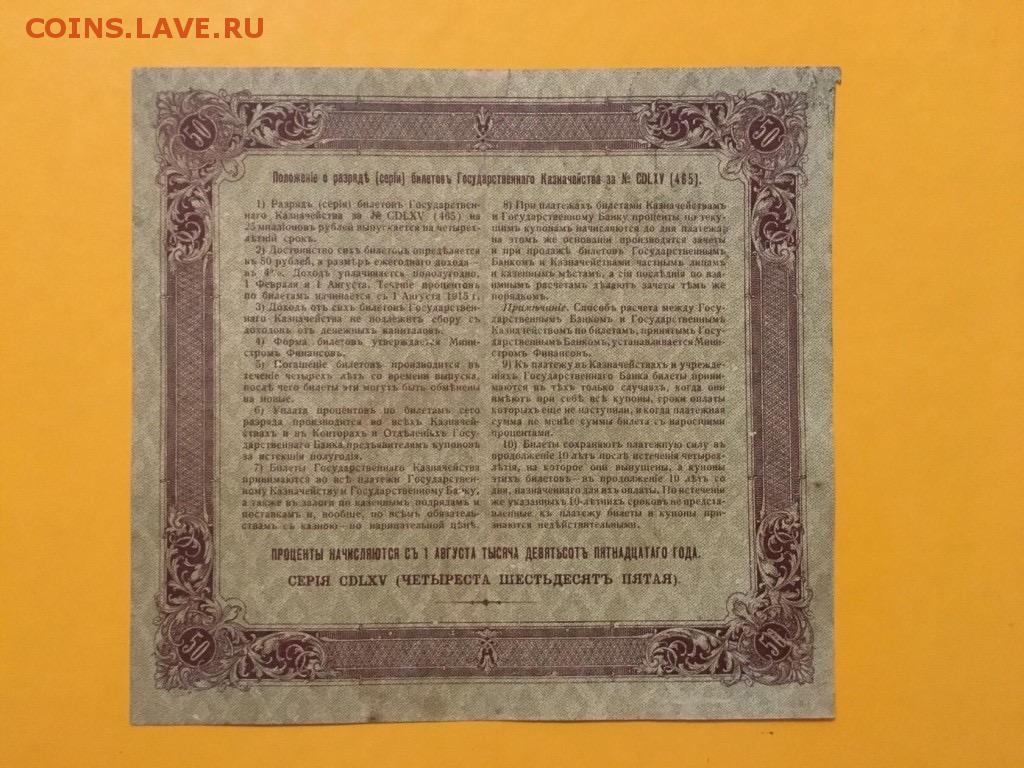 COINS.LAVE.RU
50
50
Положеніе о разрядѣ (серіи) билетовъ Государственнаго Казначейства за № CDLXV (465).
1) Разрядъ (серія) билетовъ Государствен-
наго Казначейства за № CDLXV (465) на
25 милліоновъ рублей выпускается на четырех-
лѣтній срокъ.
2) Достоинство сихъ билетовъ опредѣляется
въ 50 рублей, а размѣръ ежегоднаго дохода—
въ 4%. Доходъ уплачивается полугодно,
1 Февраля и 1 Августа. Теченіе процентовъ
по билетамъ начинается съ 1 Августа 1915 г.
3) Доходъ отъ сихъ билетовъ Государствен-
наго Казначейства не подлежитъ сбору съ
доходовъ отъ денежныхъ капиталовъ.
4) Форма билетовъ утверждается Мини-
стромъ Финансовъ.
5) Погашеніе билетовъ производится въ
теченіе четырехъ лѣтъ со времени выпуска,
послѣ чего билеты эти могутъ быть обмѣнены
на новые.
6) Уплата процентовъ по билетамъ сего
разряда производится во всѣхъ Казначей-
ствахъ и въ Конторахъ и Отдѣленіяхъ Госу-
дарственнаго Банка предъявителямъ купоновъ
за истекшія полугодія.
7) Билеты Государственнаго Казначейства
принимаются во всѣ платежи Государствен-
ному Казначейству и Государственному Банку,
а также въ залоги по казеннымъ подрядамъ и
поставкамъ и, вообще, по всѣмъ обязатель-
ствамъ съ казною—по нарицательной цѣнѣ.
8) При платежахъ билетами Казначействамъ
и Государственному Банку проценты по теку-
щимъ купонамъ начисляются до дня платежа;
на этомъ же основаніи производятся зачеты
и при продажѣ билетовъ Государственнымъ
Банкомъ и Казначействами частнымъ лицамъ
и казеннымъ мѣстамъ, а сіи послѣднія по вза-
имнымъ расчетамъ дѣлаютъ зачеты тѣмъ же
порядкомъ.
Примѣчаніе. Способъ расчета между Госу-
дарственнымъ Банкомъ и Государственнымъ
Казначействомъ по билетамъ, принятымъ Госу-
дарственнымъ Банкомъ, устанавливается Мини-
стромъ Финансовъ.
9) Къ платежу въ Казначействахъ и учрежде-
ніяхъ Государственнаго Банка билеты прини-
маются въ тѣхъ только случаяхъ, когда они
имѣютъ при себѣ всѣ купоны, сроки оплаты
которыхъ еще не наступили, и когда платежная
сумма не менѣе суммы билета съ наросшими
процентами.
10) Билеты сохраняютъ платежную силу въ
продолженіе 10 лѣтъ послѣ истеченія четырех-
лѣтія, на которое они выпущены, а купоны
этихъ билетовъ—въ продолженіе 10 лѣтъ со
дня, назначеннаго для ихъ оплаты. По истеченіи
же указанныхъ 10-лѣтнихъ сроковъ не предста-
вленные къ платежу билеты и купоны при-
знаются недѣйствительными.
ПРОЦЕНТЫ НАЧИСЛЯЮТСЯ СЪ 1 АВГУСТА ТЫСЯЧА ДЕВЯТЬСОТЪ ПЯТНАДЦАТАГО ГОДА.
СЕРІЯ CDLXV (ЧЕТЫРЕСТА ШЕСТЬДЕСЯТЪ ПЯТАЯ).
50
50